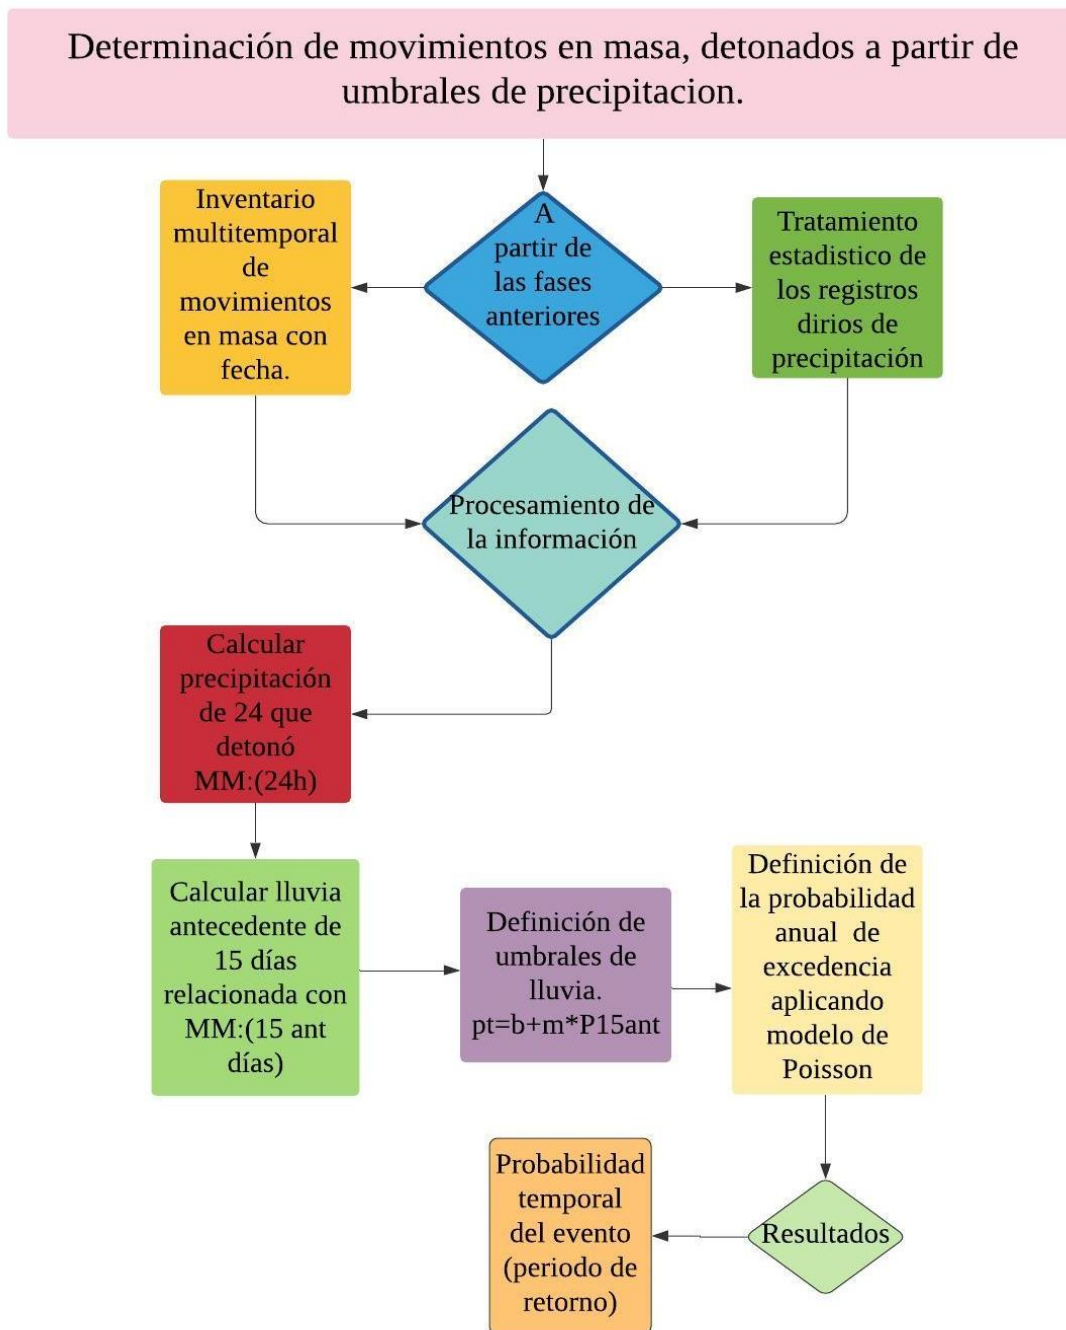 Determinación de movimientos en masa, detonados a partir de
umbrales de precipitacion.
A
partir de
las fases
anteriores
Inventario
multitemporal
de
movimientos
en masa con
fecha.
Tratamiento
estadistico de
los registros
dirios de
precipitación
Procesamiento de
la información
Calcular
precipitación
de 24 que
detonó
MM:(24h)
Calcular lluvia
antecedente de
15 días
relacionada con
MM:(15 ant
días)
Definición de
umbrales de
lluvia.
pt=b+m*P15ant
Definición de
la probabilidad
anual de
excedencia
aplicando
modelo de
Poisson
Resultados
Probabilidad
temporal
del evento
(periodo de
retorno)